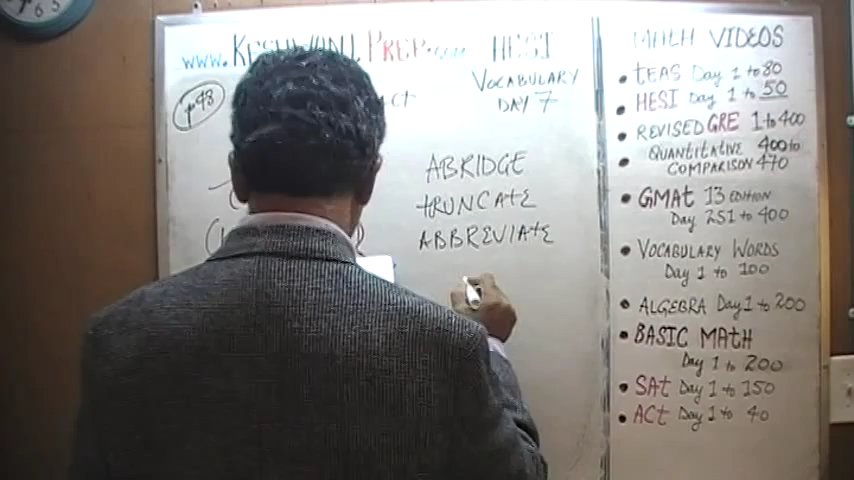 www. KESHWANI PREP.com HESI
p48
VOCABULARY
DAY 7
ABRIDGE
TRUNCATE
ABBREVIATE
MATH VIDEOS
• TEAS Day 1 to 80
• HESI Day 1 to 50
• REVISED GRE 1 to 400
• QUANTITATIVE 400 to
COMPARISON 470
• GMAT 13 EDITION
Day 251 to 400
• VOCABULARY WORDS
Day 1 to 100
• ALGEBRA Day 1 to 200
• BASIC MATH
Day 1 to 200
• SAT Day 1 to 150
• ACT Day 1 to 40